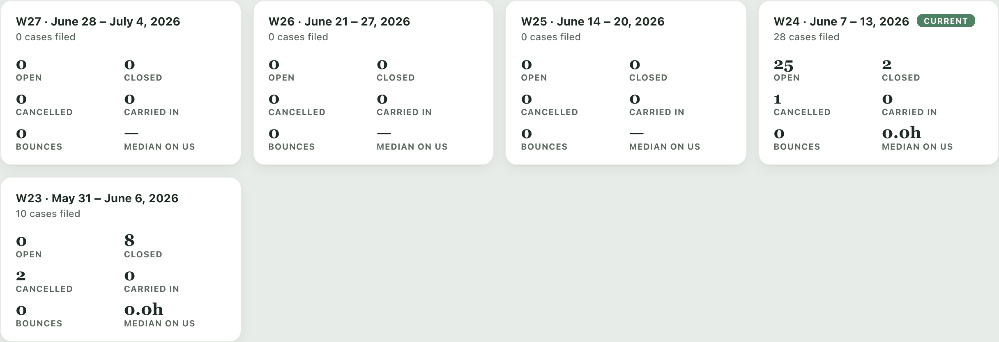 W27 · June 28 – July 4, 2026
0 cases filed
0
OPEN
0
CLOSED
0
CANCELLED
0
CARRIED IN
0
BOUNCES
—
MEDIAN ON US
W26 · June 21 – 27, 2026
0 cases filed
0
OPEN
0
CLOSED
0
CANCELLED
0
CARRIED IN
0
BOUNCES
—
MEDIAN ON US
W25 · June 14 – 20, 2026
0 cases filed
0
OPEN
0
CLOSED
0
CANCELLED
0
CARRIED IN
0
BOUNCES
—
MEDIAN ON US
W24 · June 7 – 13, 2026 CURRENT
28 cases filed
25
OPEN
2
CLOSED
1
CANCELLED
0
CARRIED IN
0
BOUNCES
0.0h
MEDIAN ON US
W23 · May 31 – June 6, 2026
10 cases filed
0
OPEN
8
CLOSED
2
CANCELLED
0
CARRIED IN
0
BOUNCES
0.0h
MEDIAN ON US